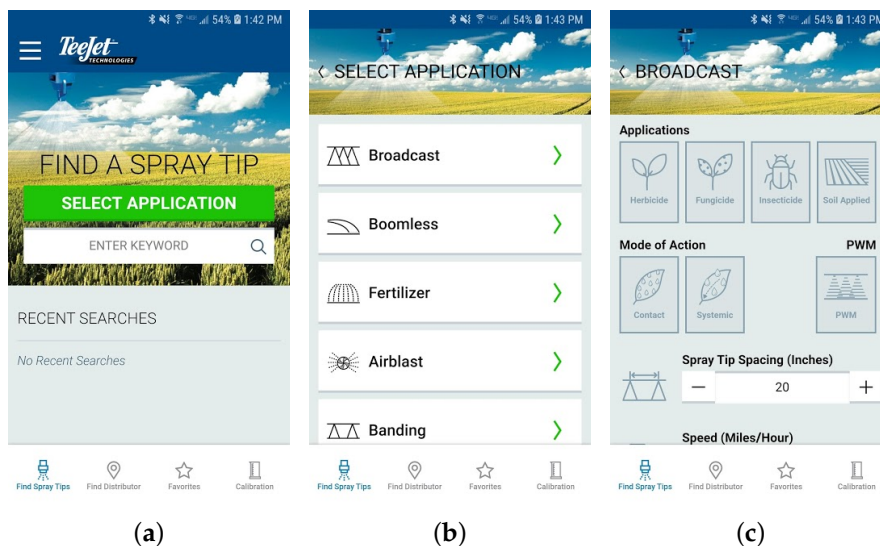 54% 1:42 PM
TeeJet
TECHNOLOGIES
FIND A SPRAY TIP
SELECT APPLICATION
ENTER KEYWORD
RECENT SEARCHES
No Recent Searches
Find Spray Tips Find Distributor Favorites Calibration
(a)
54% 1:43 PM
SELECT APPLICATION
Broadcast
Boomless
Fertilizer
Airblast
Banding
Find Spray Tips Find Distributor Favorites Calibration
(b)
54% 1:43 PM
BROADCAST
Applications
Herbicide Fungicide Insecticide Soil Applied
Mode of Action PWM
Contact Systemic PWM
Spray Tip Spacing (Inches)
— 20 +
Speed (Miles/Hour)
Find Spray Tips Find Distributor Favorites Calibration
(c)